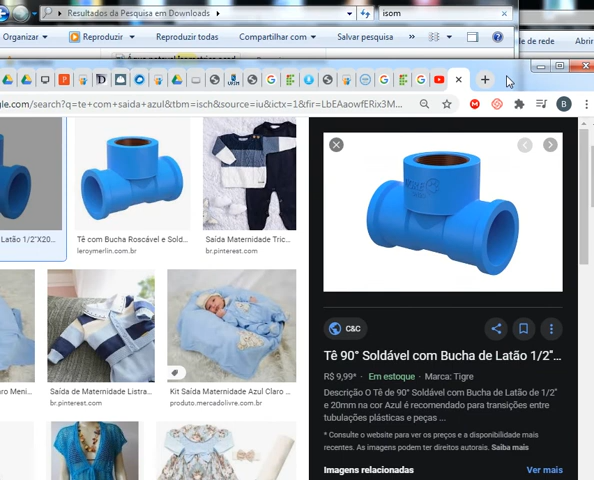 Resultados da Pesquisa em Downloads
isom
Organizar
Reproduzir
Reproduzir todas
Compartilhar com
Salvar pesquisa
»
de de rede
Abrir
gle.com/search?q=te+com+saida+azul&tbm=isch&source=iu&ictx=1&fir=LbEAaowfERix3M...
B
Latão 1/2"X20...
Tê com Bucha Roscável e Sold...
leroymerlin.com.br
Saída Maternidade Tric...
br.pinterest.com
C&C
Tê 90° Soldável com Bucha de Latão 1/2"...
R$ 9,99* · Em estoque · Marca: Tigre
Descrição O Tê de 90° Soldável com Bucha de Latão de 1/2"
e 20mm na cor Azul é recomendado para transições entre
tubulações plásticas e peças ...
* Consulte o website para ver os preços e a disponibilidade mais
recentes. As imagens podem ter direitos autorais. Saiba mais
Imagens relacionadas
Ver mais
ro Meni...
Saída de Maternidade Listra...
br.pinterest.com
Kit Saída Maternidade Azul Claro ...
produto.mercadolivre.com.br